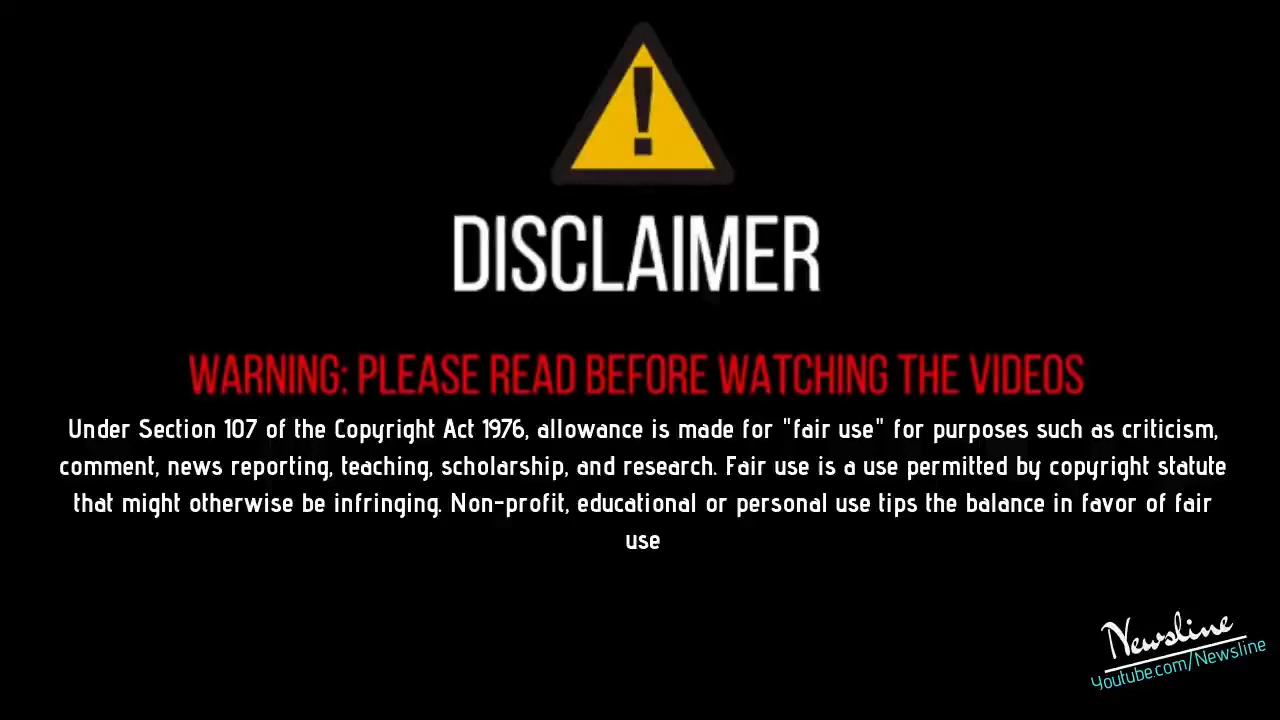 DISCLAIMER
WARNING: PLEASE READ BEFORE WATCHING THE VIDEOS
Under Section 107 of the Copyright Act 1976, allowance is made for "fair use" for purposes such as criticism,
comment, news reporting, teaching, scholarship, and research. Fair use is a use permitted by copyright statute
that might otherwise be infringing. Non-profit, educational or personal use tips the balance in favor of fair
use
Newsline
Youtube.com/Newsline